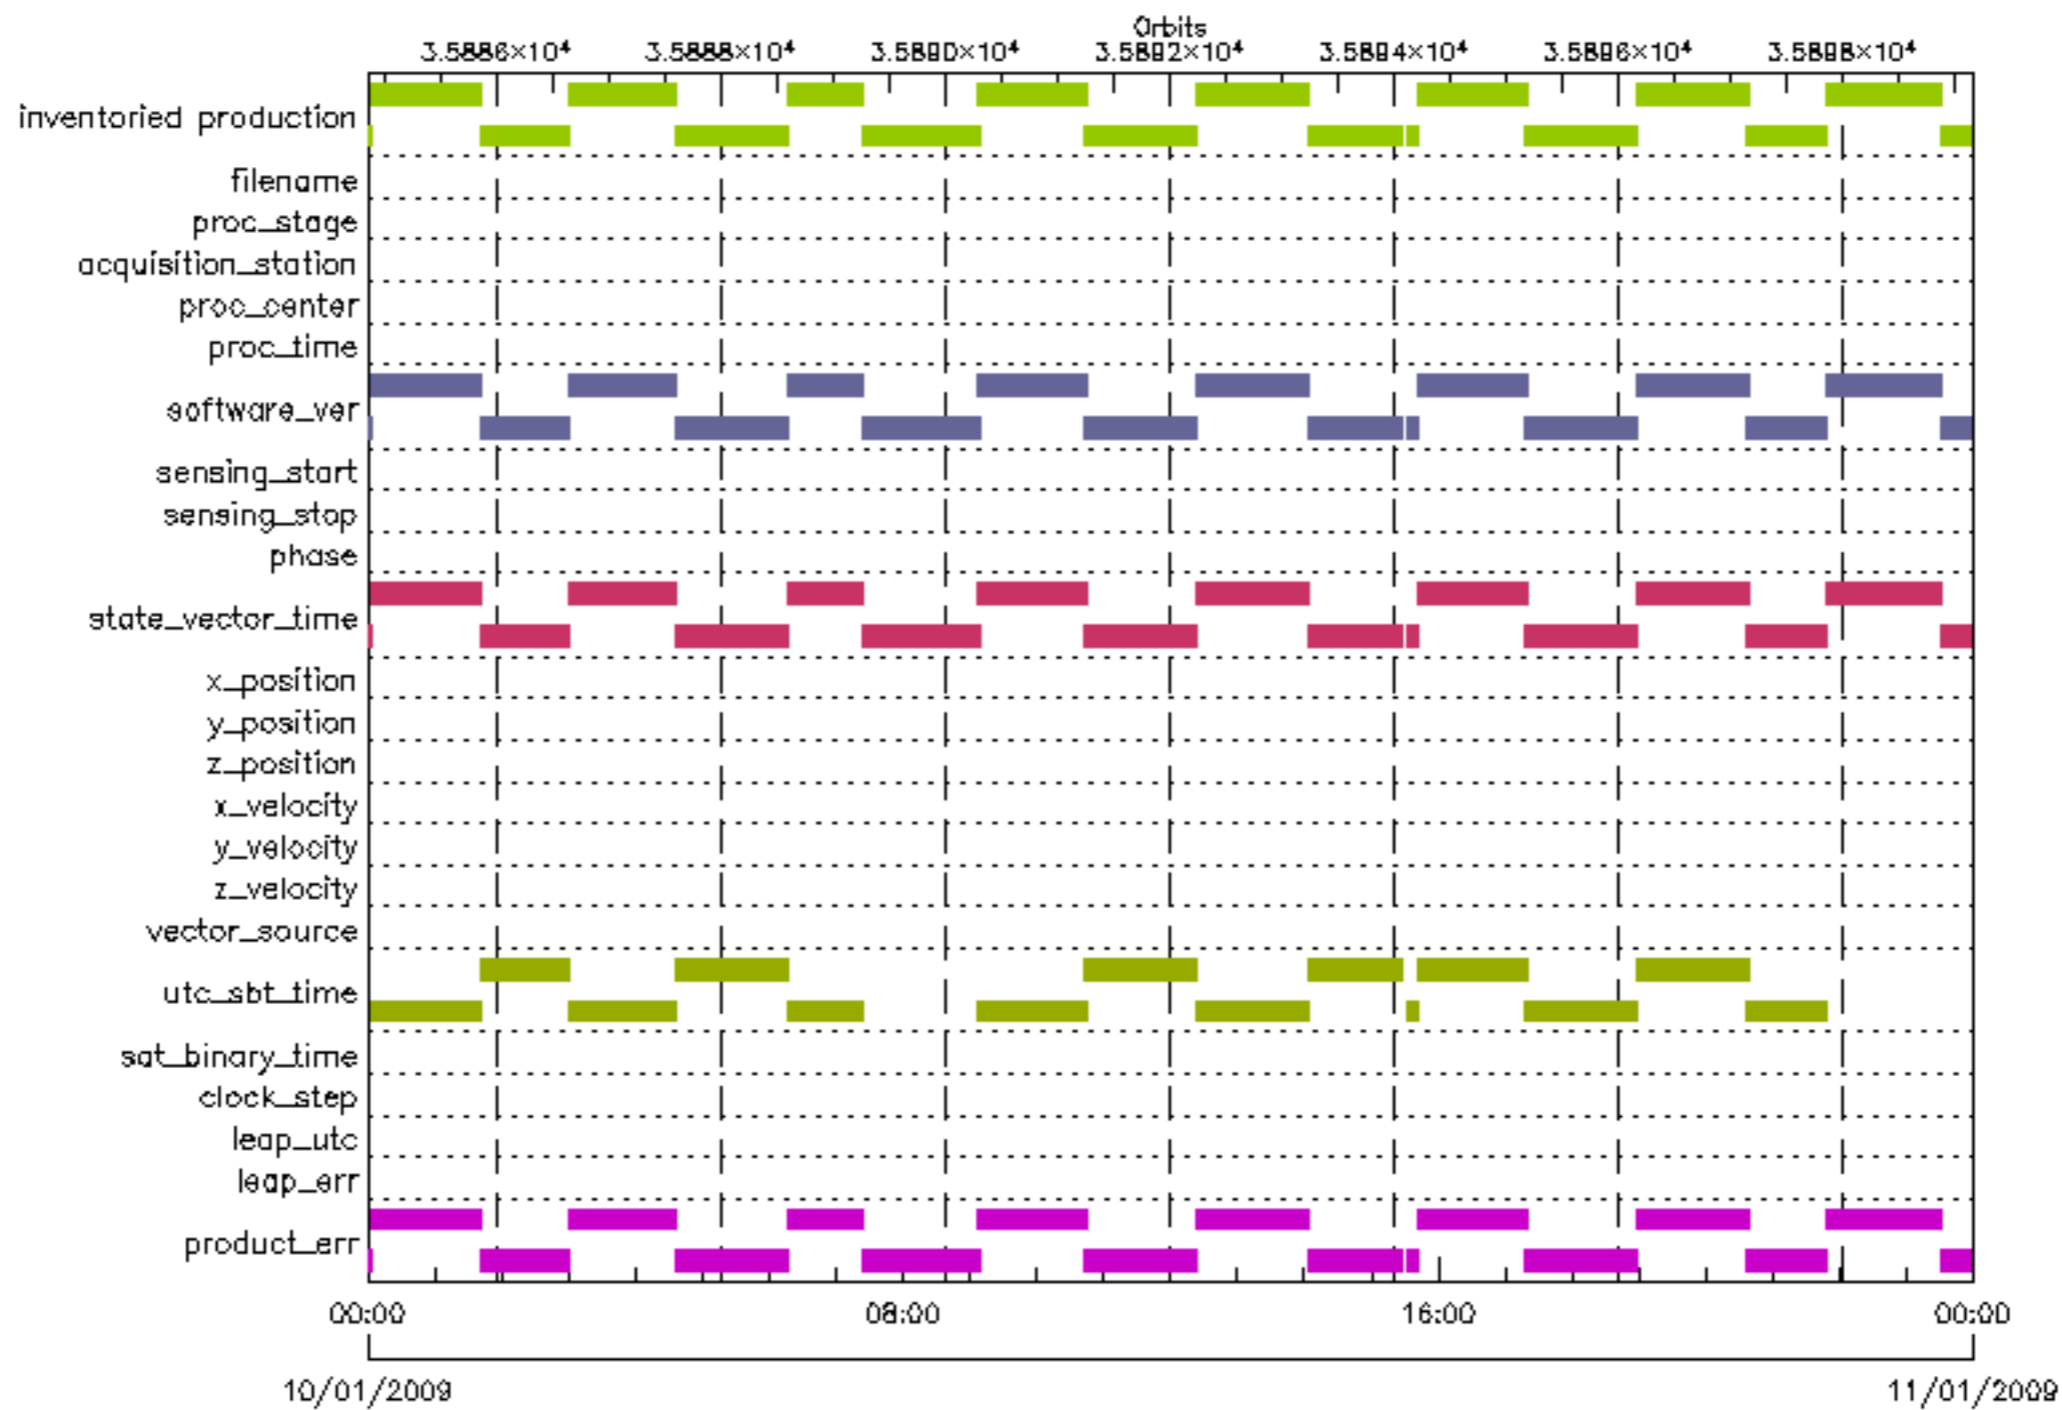 Orbits
3.5886×10⁴ 3.5888×10⁴ 3.5890×10⁴ 3.5892×10⁴ 3.5894×10⁴ 3.5896×10⁴ 3.5898×10⁴
inventoried production
filename
proc_stage
acquisition_station
proc_center
proc_time
software_ver
sensing_start
sensing_stop
phase
state_vector_time
x_position
y_position
z_position
x_velocity
y_velocity
z_velocity
vector_source
utc_sbt_time
sat_binary_time
clock_step
leap_utc
leap_err
product_err
00:00 08:00 16:00 00:00
10/01/2009 11/01/2009